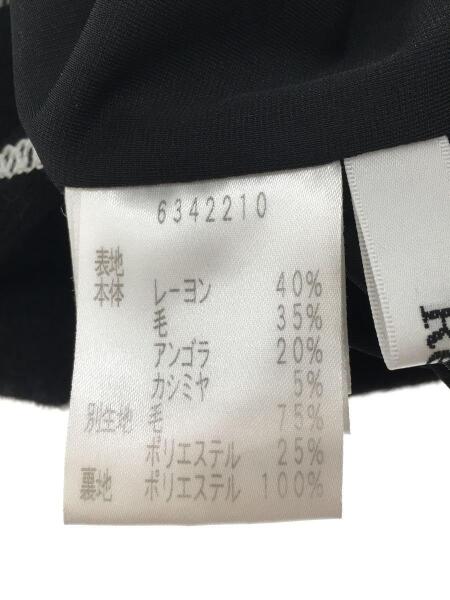 6342210
表地
本体 レーヨン 40%
毛 35%
アンゴラ 20%
カシミヤ 5%
別生地 毛 75%
ポリエステル 25%
裏地 ポリエステル 100%